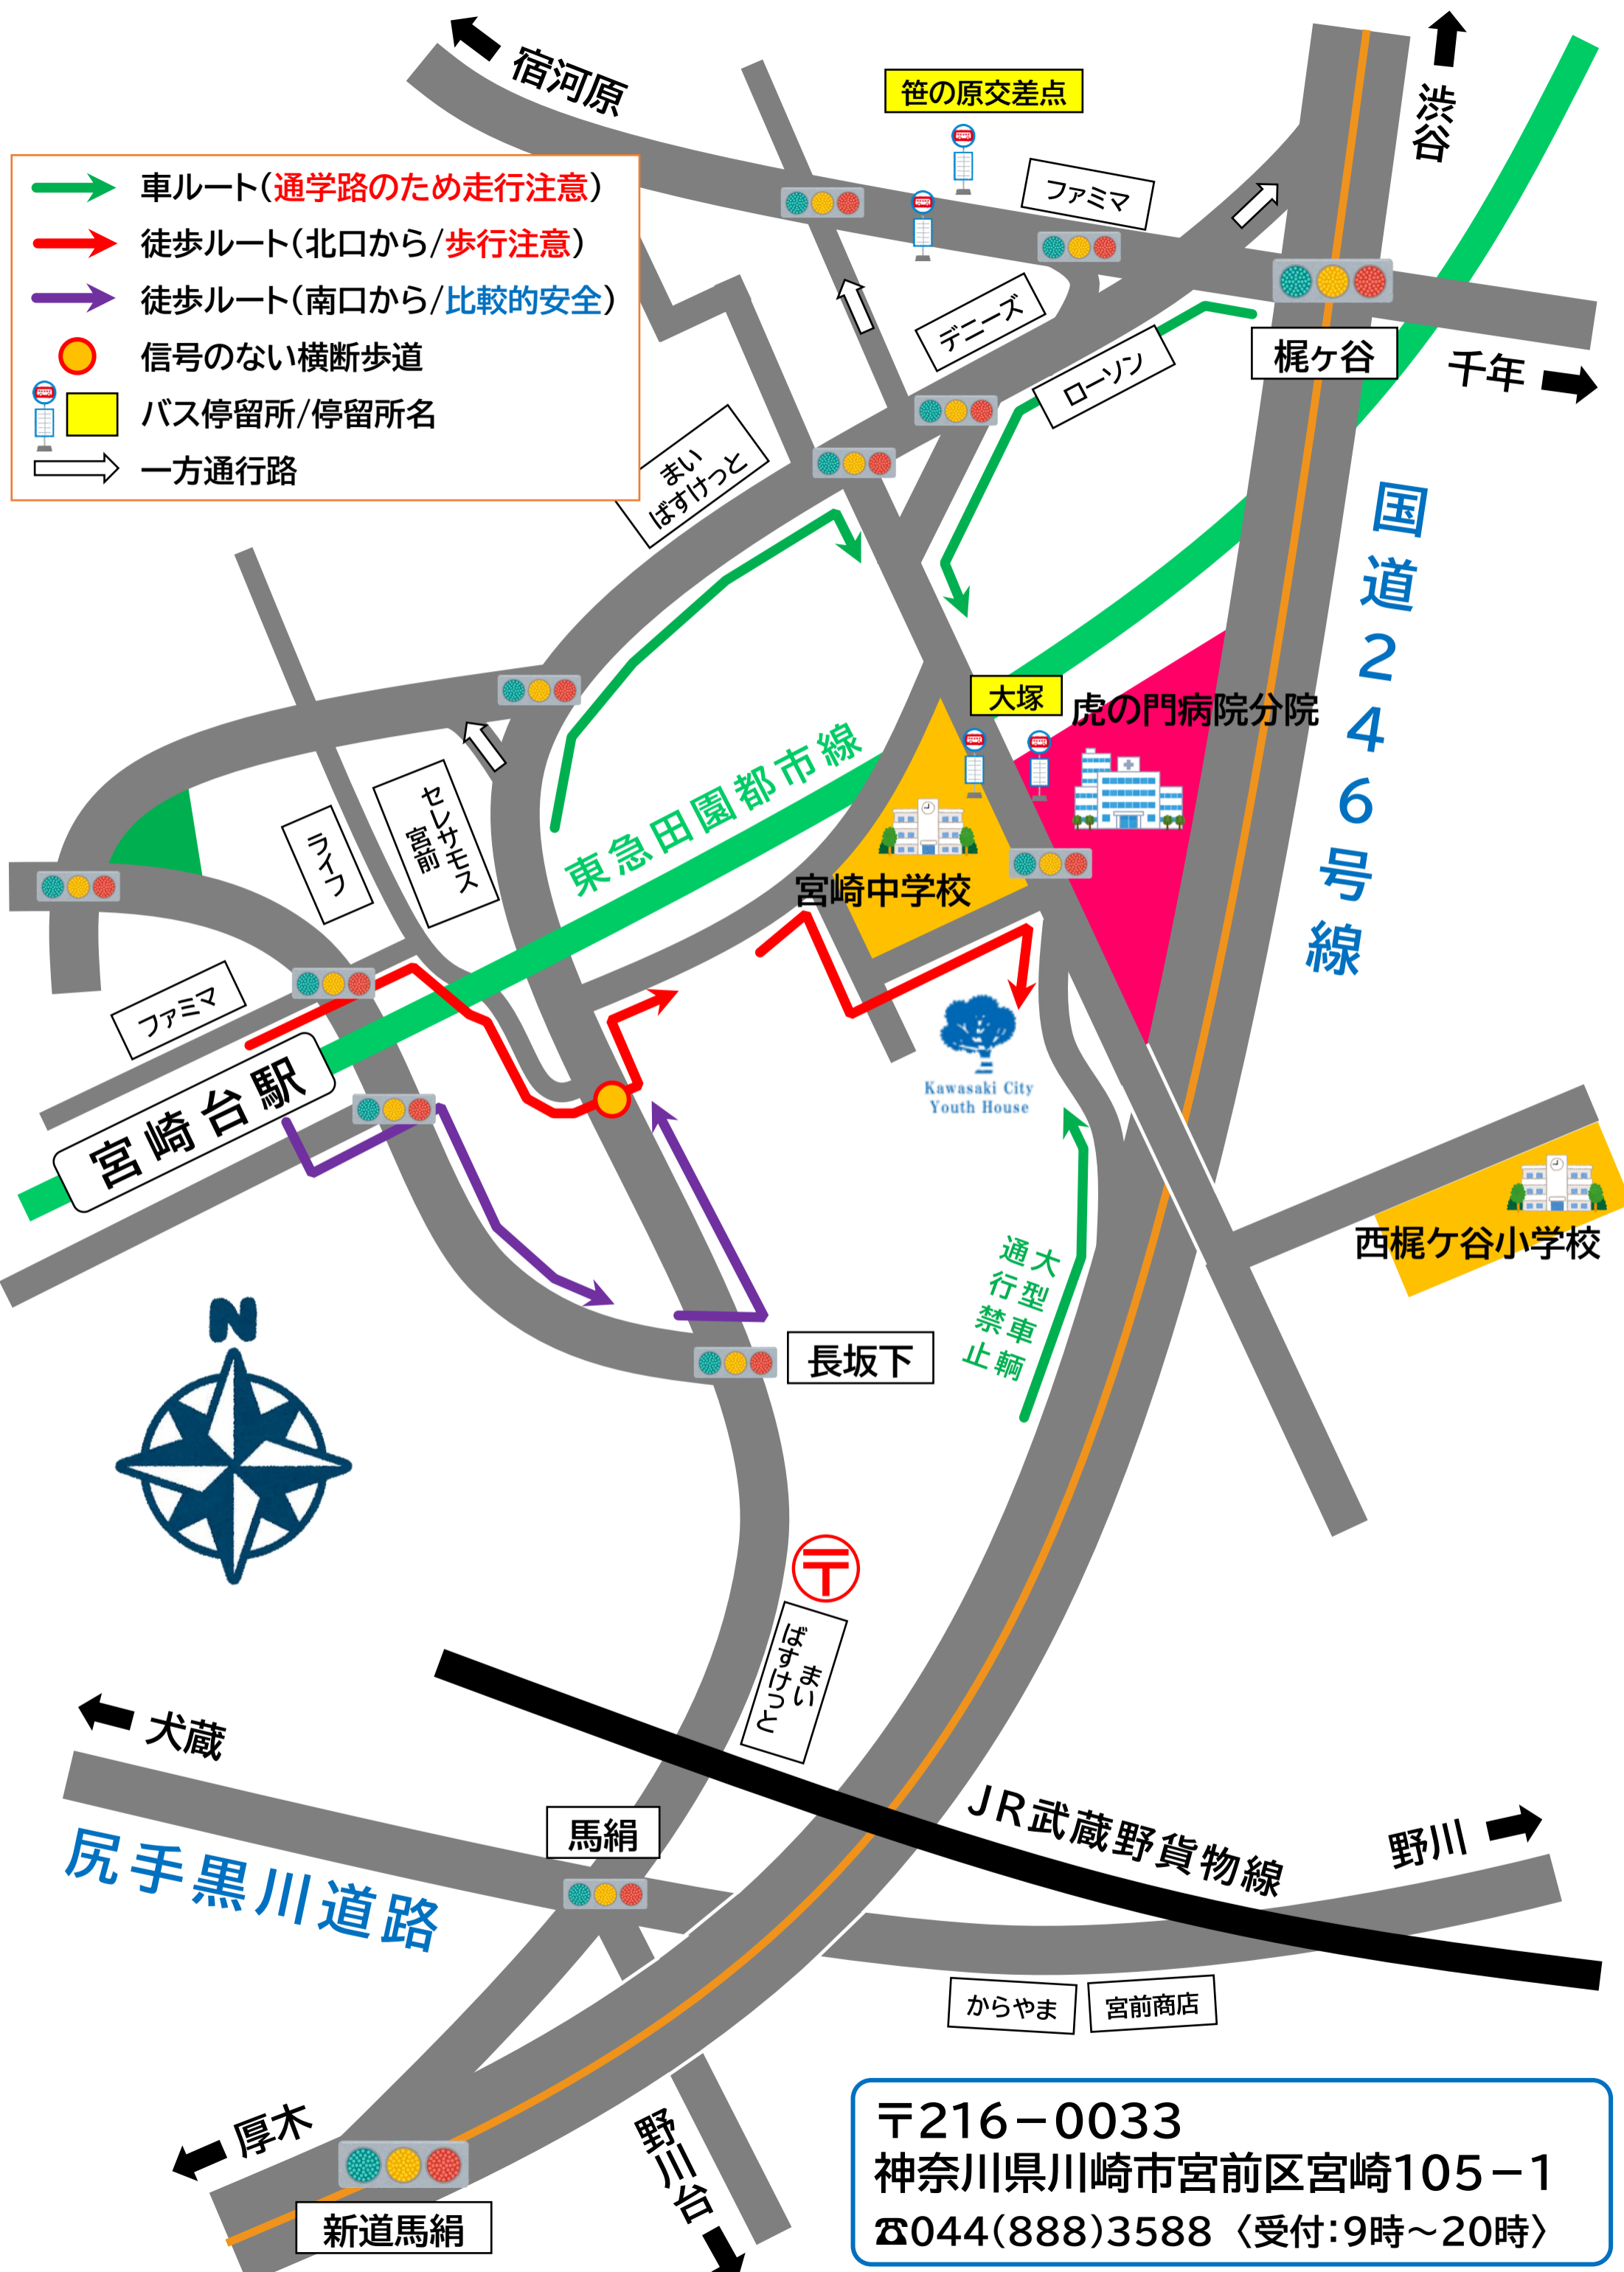 宿河原
渋谷
笹の原交差点
車ルート(通学路のため走行注意)
徒歩ルート(北口から/歩行注意)
徒歩ルート(南口から/比較的安全)
信号のない横断歩道
バス停留所/停留所名
一方通行路
ファミマ
デニーズ
ローソン
梶ヶ谷
千年
まい
ばすけっと
国道246号線
大塚
虎の門病院分院
東急田園都市線
セレサモス
宮前
ライフ
宮崎中学校
ファミマ
宮崎台駅
Kawasaki City
Youth House
西梶ケ谷小学校
大型車輌
通行禁止
N
長坂下
〒
まい
ばすけっと
犬蔵
馬絹
JR武蔵野貨物線
野川
尻手黒川道路
からやま
宮前商店
厚木
野川台
新道馬絹
〒216-0033
神奈川県川崎市宮前区宮崎105-1
☎044(888)3588〈受付:9時~20時〉